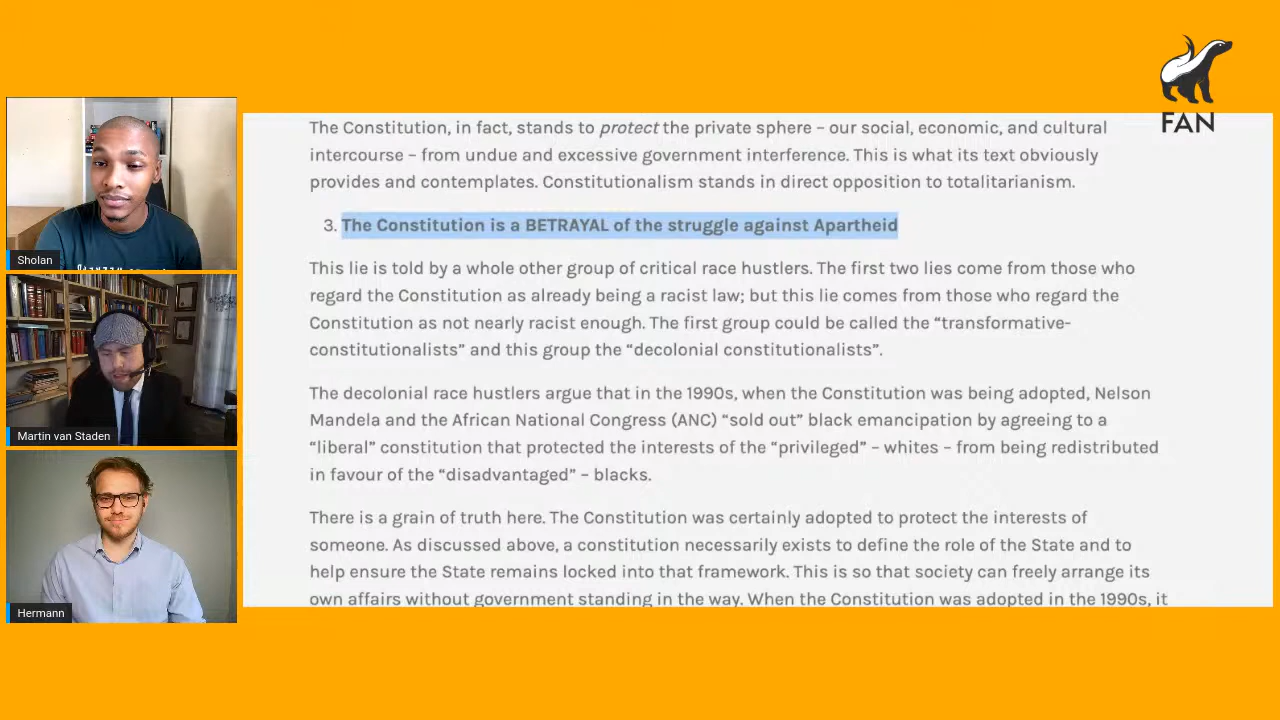 FAN
Sholan
Martin van Staden
Hermann
The Constitution, in fact, stands to protect the private sphere – our social, economic, and cultural
intercourse – from undue and excessive government interference. This is what its text obviously
provides and contemplates. Constitutionalism stands in direct opposition to totalitarianism.
3. The Constitution is a BETRAYAL of the struggle against Apartheid
This lie is told by a whole other group of critical race hustlers. The first two lies come from those who
regard the Constitution as already being a racist law; but this lie comes from those who regard the
Constitution as not nearly racist enough. The first group could be called the “transformative-
constitutionalists” and this group the “decolonial constitutionalists”.
The decolonial race hustlers argue that in the 1990s, when the Constitution was being adopted, Nelson
Mandela and the African National Congress (ANC) “sold out” black emancipation by agreeing to a
“liberal” constitution that protected the interests of the “privileged” – whites – from being redistributed
in favour of the “disadvantaged” – blacks.
There is a grain of truth here. The Constitution was certainly adopted to protect the interests of
someone. As discussed above, a constitution necessarily exists to define the role of the State and to
help ensure the State remains locked into that framework. This is so that society can freely arrange its
own affairs without government standing in the way. When the Constitution was adopted in the 1990s, it